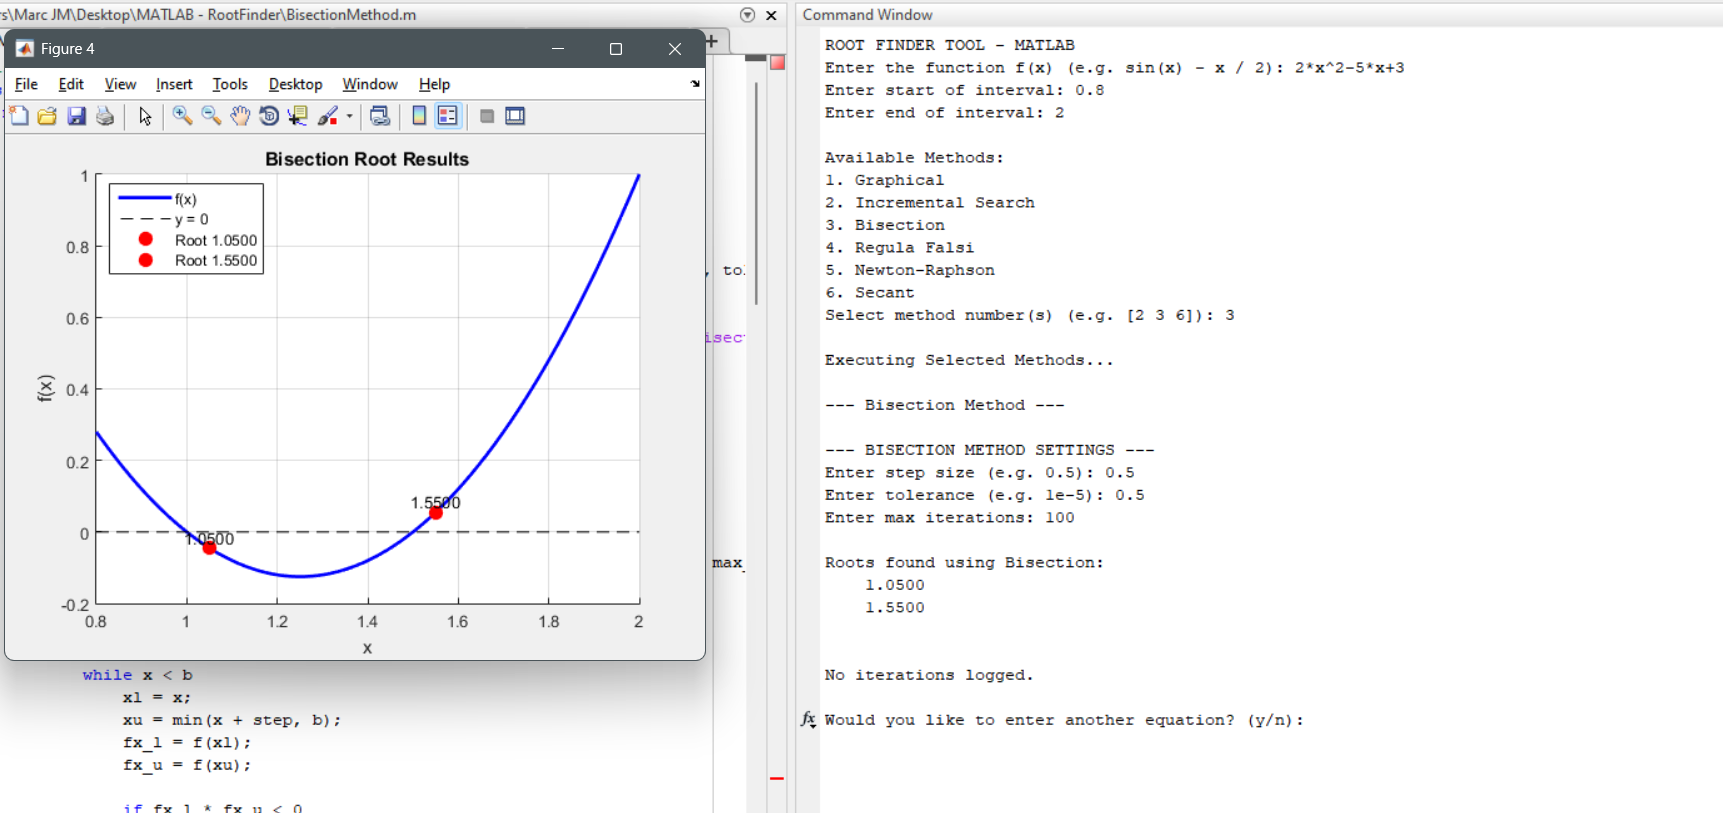 s\Marc JM\Desktop\MATLAB - RootFinder\BisectionMethod.m
Figure 4
File Edit View Insert Tools Desktop Window Help
Bisection Root Results
f(x)
y = 0
Root 1.0500
Root 1.5500
1
0.8
0.6
0.4
0.2
0
-0.2
f(x)
1.0500
1.5500
0.8 1 1.2 1.4 1.6 1.8 2
x
, tol
isec
max_
while x < b
xl = x;
xu = min(x + step, b);
fx_l = f(xl);
fx_u = f(xu);
if fx_l * fx_u < 0
Command Window
ROOT FINDER TOOL - MATLAB
Enter the function f(x) (e.g. sin(x) - x / 2): 2*x^2-5*x+3
Enter start of interval: 0.8
Enter end of interval: 2
Available Methods:
1. Graphical
2. Incremental Search
3. Bisection
4. Regula Falsi
5. Newton-Raphson
6. Secant
Select method number(s) (e.g. [2 3 6]): 3
Executing Selected Methods...
--- Bisection Method ---
--- BISECTION METHOD SETTINGS ---
Enter step size (e.g. 0.5): 0.5
Enter tolerance (e.g. 1e-5): 0.5
Enter max iterations: 100
Roots found using Bisection:
1.0500
1.5500
No iterations logged.
fx Would you like to enter another equation? (y/n):